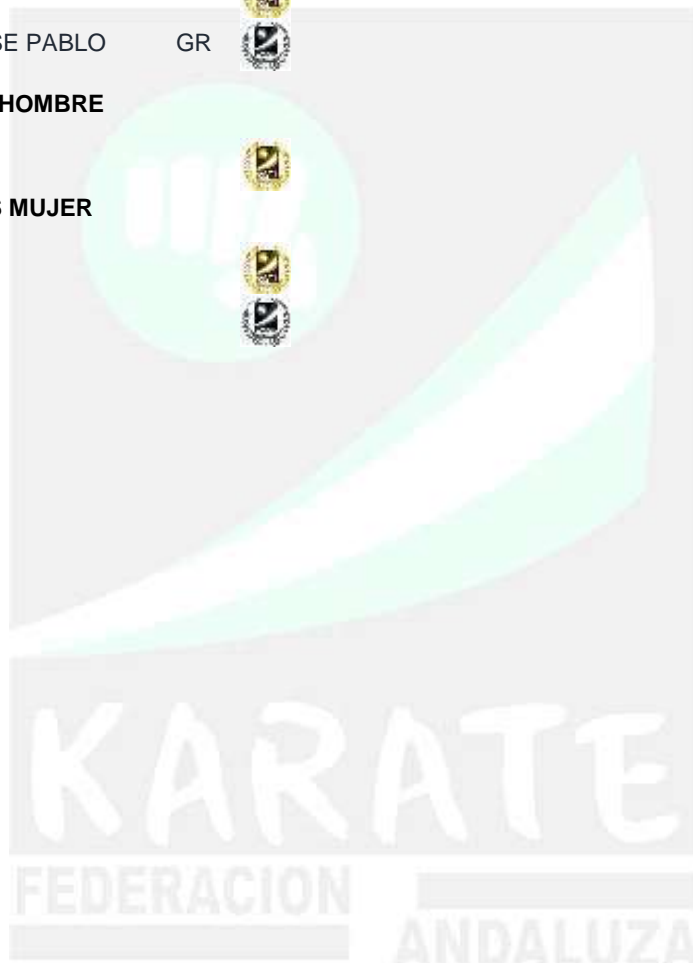 SE PABLO GR
HOMBRE
S MUJER
KARATE
FEDERACION
ANDALUZA